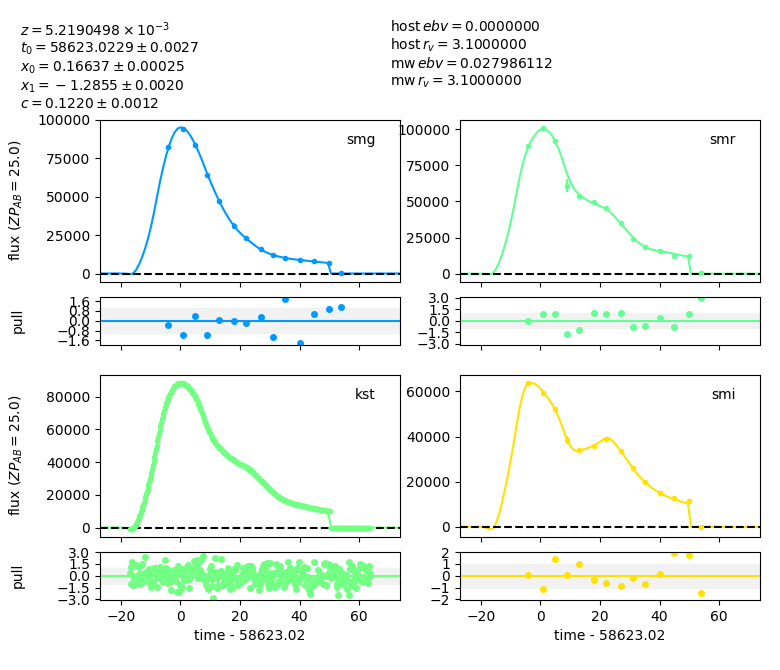 z = 5.2190498 × 10⁻³
t₀ = 58623.0229 ± 0.0027
x₀ = 0.16637 ± 0.00025
x₁ = −1.2855 ± 0.0020
c = 0.1220 ± 0.0012
host ebv = 0.0000000
host r_v = 3.1000000
mw ebv = 0.027986112
mw r_v = 3.1000000
flux (ZP_AB = 25.0)
100000
75000
50000
25000
0
smg
100000
75000
50000
25000
0
smr
pull
1.6
0.8
0.0
−0.8
−1.6
3.0
1.5
0.0
−1.5
−3.0
flux (ZP_AB = 25.0)
80000
60000
40000
20000
0
kst
60000
40000
20000
0
smi
pull
3.0
1.5
0.0
−1.5
−3.0
2
1
0
−1
−2
−20 0 20 40 60
−20 0 20 40 60
time - 58623.02
time - 58623.02